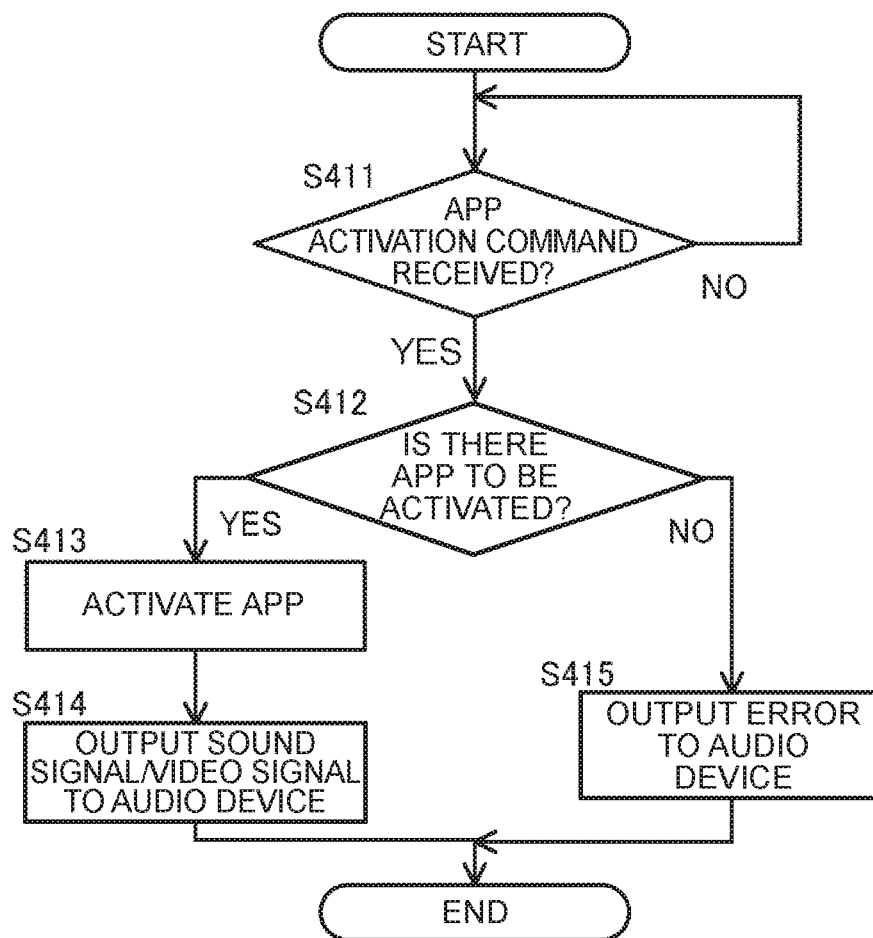 START
S411
APP
ACTIVATION COMMAND
RECEIVED?
NO
YES
S412
IS THERE
APP TO BE
ACTIVATED?
YES
NO
S413
ACTIVATE APP
S414
OUTPUT SOUND
SIGNAL/VIDEO SIGNAL
TO AUDIO DEVICE
S415
OUTPUT ERROR
TO AUDIO
DEVICE
END